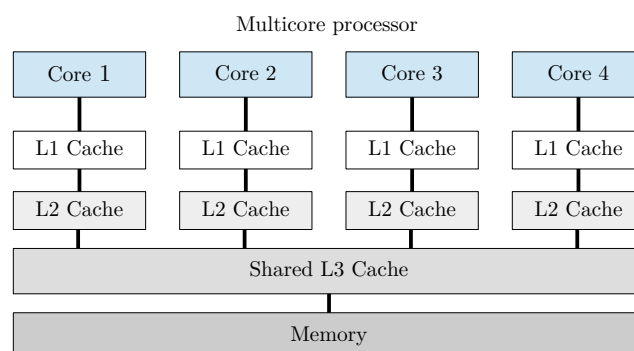 Multicore processor
Core 1 Core 2 Core 3 Core 4
L1 Cache L1 Cache L1 Cache L1 Cache
L2 Cache L2 Cache L2 Cache L2 Cache
Shared L3 Cache
Memory